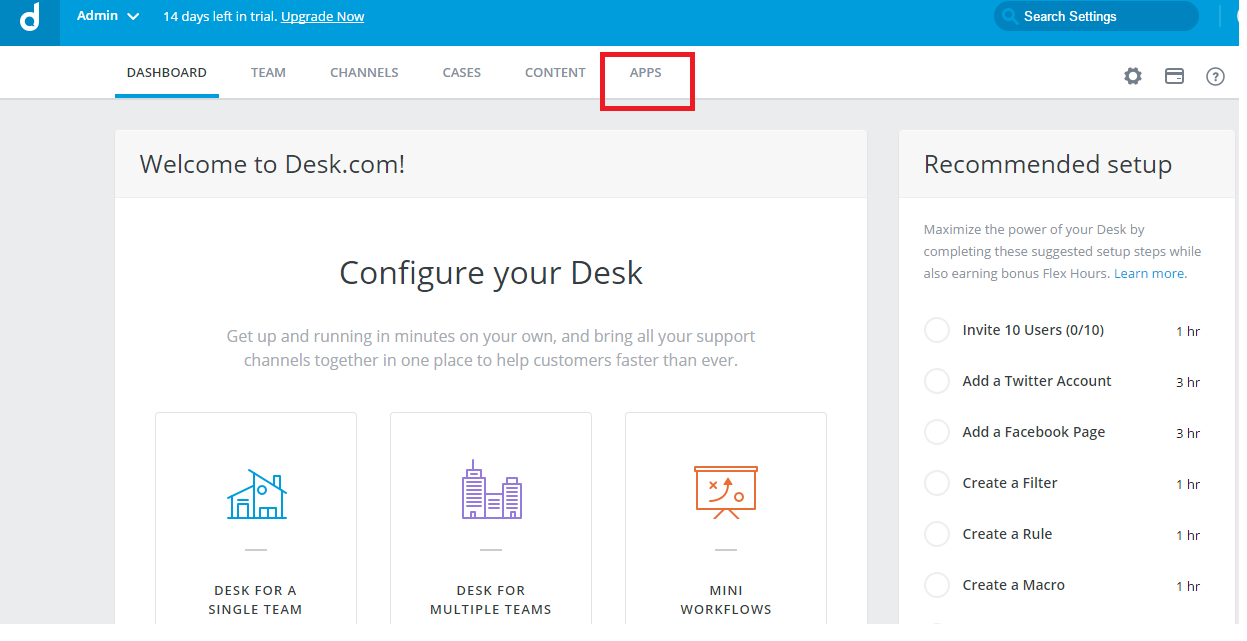 d
Admin
14 days left in trial. Upgrade Now
Search Settings
DASHBOARD
TEAM
CHANNELS
CASES
CONTENT
APPS
?
Welcome to Desk.com!
Configure your Desk
Get up and running in minutes on your own, and bring all your support
channels together in one place to help customers faster than ever.
DESK FOR A
SINGLE TEAM
DESK FOR
MULTIPLE TEAMS
MINI
WORKFLOWS
Recommended setup
Maximize the power of your Desk by
completing these suggested setup steps while
also earning bonus Flex Hours. Learn more.
Invite 10 Users (0/10) 1 hr
Add a Twitter Account 3 hr
Add a Facebook Page 3 hr
Create a Filter 1 hr
Create a Rule 1 hr
Create a Macro 1 hr